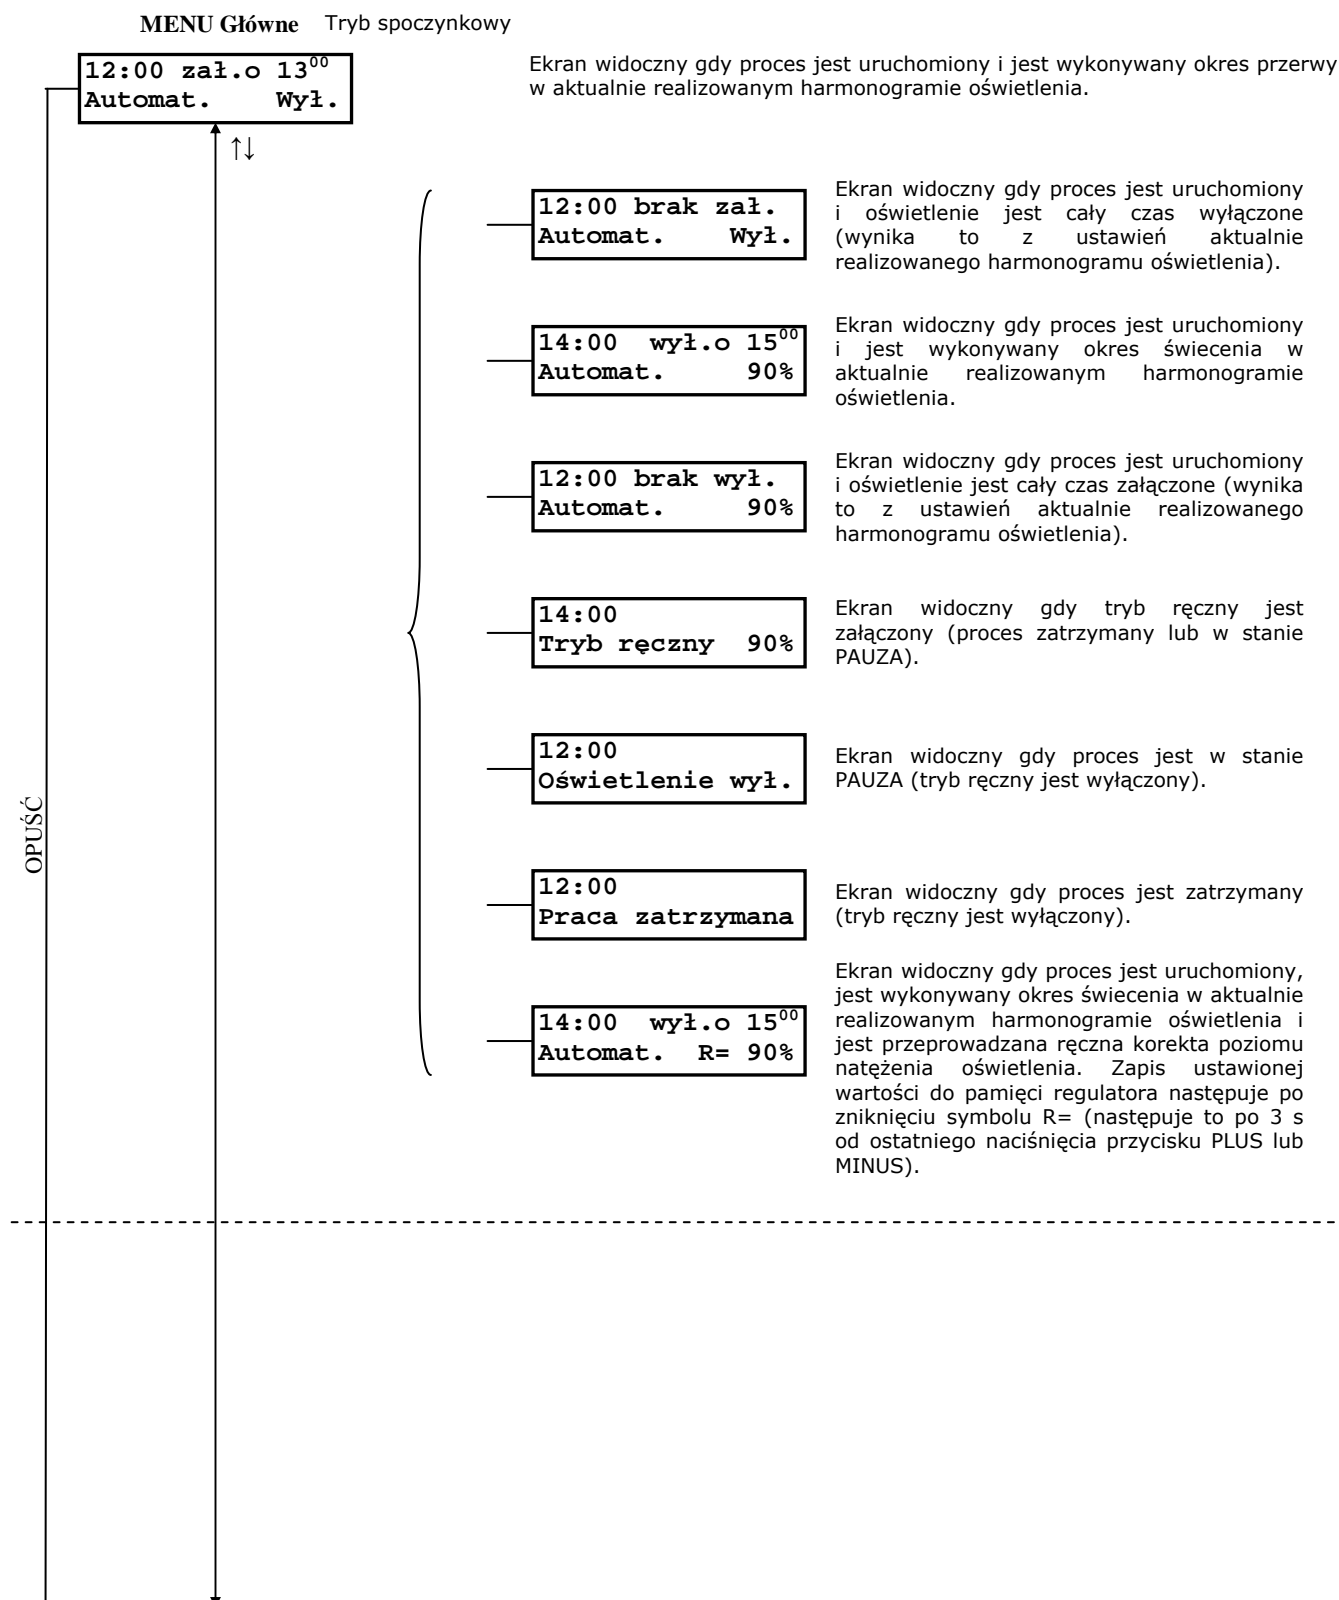 MENU Główne Tryb spoczynkowy
12:00 zał.o 13⁰⁰
Automat. Wył.
Ekran widoczny gdy proces jest uruchomiony i jest wykonywany okres przerwy
w aktualnie realizowanym harmonogramie oświetlenia.
↑↓
12:00 brak zał.
Automat. Wył.
Ekran widoczny gdy proces jest uruchomiony
i oświetlenie jest cały czas wyłączone
(wynika to z ustawień aktualnie
realizowanego harmonogramu oświetlenia).
14:00 wył.o 15⁰⁰
Automat. 90%
Ekran widoczny gdy proces jest uruchomiony
i jest wykonywany okres świecenia w
aktualnie realizowanym harmonogramie
oświetlenia.
12:00 brak wył.
Automat. 90%
Ekran widoczny gdy proces jest uruchomiony
i oświetlenie jest cały czas załączone (wynika
to z ustawień aktualnie realizowanego
harmonogramu oświetlenia).
14:00
Tryb ręczny 90%
Ekran widoczny gdy tryb ręczny jest
załączony (proces zatrzymany lub w stanie
PAUZA).
12:00
Oświetlenie wył.
Ekran widoczny gdy proces jest w stanie
PAUZA (tryb ręczny jest wyłączony).
OPUŚĆ
12:00
Praca zatrzymana
Ekran widoczny gdy proces jest zatrzymany
(tryb ręczny jest wyłączony).
14:00 wył.o 15⁰⁰
Automat. R= 90%
Ekran widoczny gdy proces jest uruchomiony,
jest wykonywany okres świecenia w aktualnie
realizowanym harmonogramie oświetlenia i
jest przeprowadzana ręczna korekta poziomu
natężenia oświetlenia. Zapis ustawionej
wartości do pamięci regulatora następuje po
zniknięciu symbolu R= (następuje to po 3 s
od ostatniego naciśnięcia przycisku PLUS lub
MINUS).